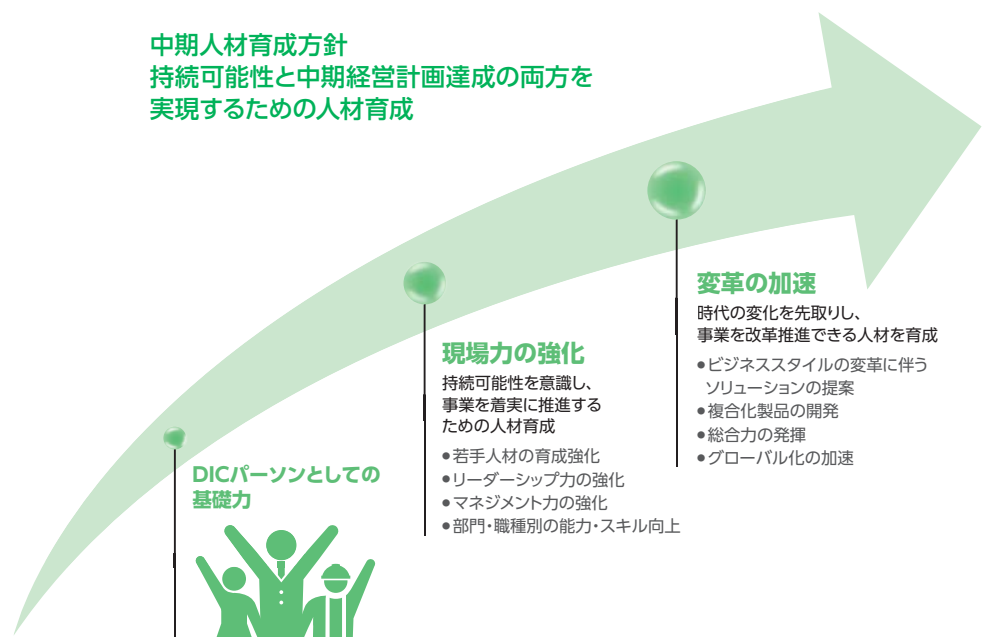 中期人材育成方針
持続可能性と中期経営計画達成の両方を
実現するための人材育成
変革の加速
時代の変化を先取りし、
事業を改革推進できる人材を育成
●ビジネススタイルの変革に伴う
ソリューションの提案
●複合化製品の開発
●総合力の発揮
●グローバル化の加速
現場力の強化
持続可能性を意識し、
事業を着実に推進する
ための人材育成
●若手人材の育成強化
●リーダーシップ力の強化
●マネジメント力の強化
●部門・職種別の能力・スキル向上
DICパーソンとしての
基礎力